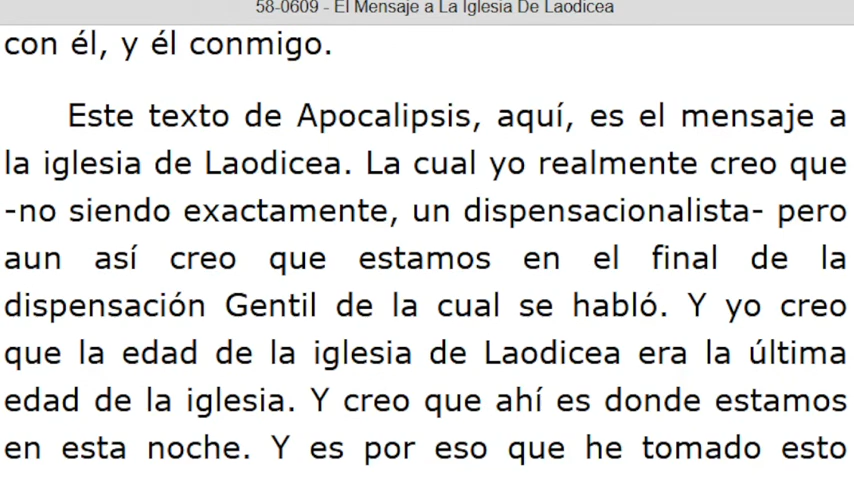 58-0609 - El Mensaje a La Iglesia De Laodicea
con él, y él conmigo.
Este texto de Apocalipsis, aquí, es el mensaje a
la iglesia de Laodicea. La cual yo realmente creo que
-no siendo exactamente, un dispensacionalista- pero
aun así creo que estamos en el final de la
dispensación Gentil de la cual se habló. Y yo creo
que la edad de la iglesia de Laodicea era la última
edad de la iglesia. Y creo que ahí es donde estamos
en esta noche. Y es por eso que he tomado esto